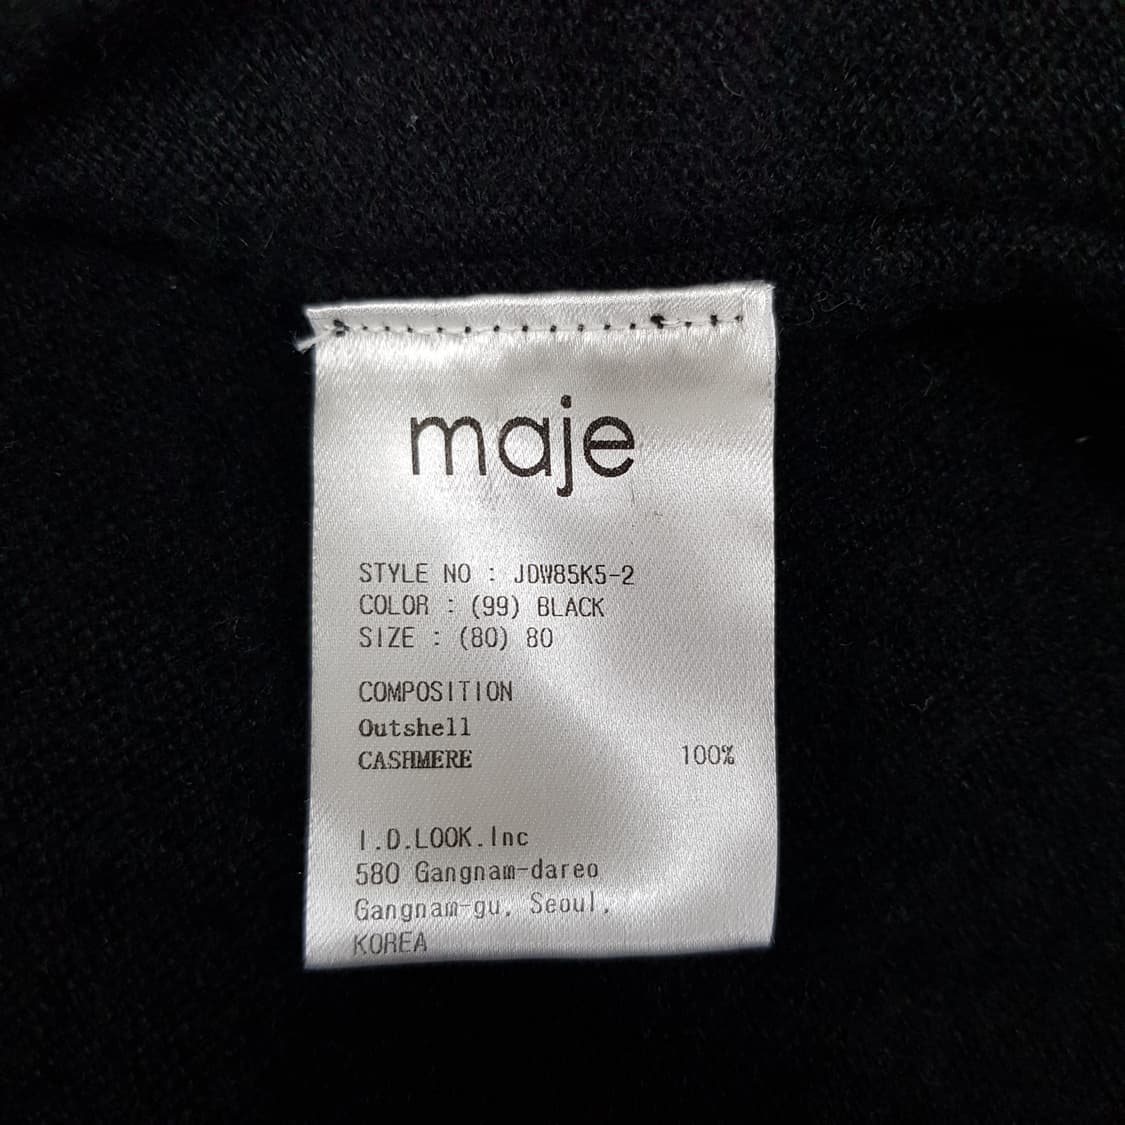 maje
STYLE NO : JDW85K5-2
COLOR : (99) BLACK
SIZE : (80) 80
COMPOSITION
Outshell
CASHMERE 100%
I.D.LOOK.Inc
580 Gangnam-dareo
Gangnam-gu, Seoul,
KOREA